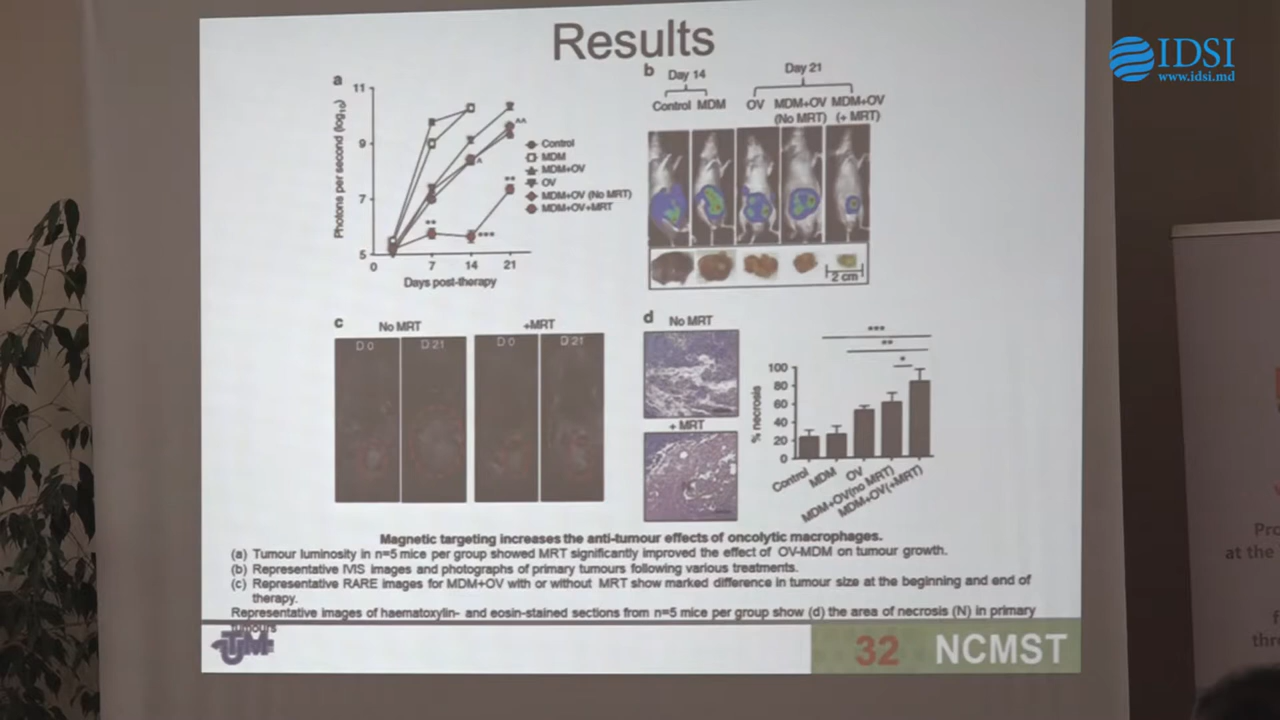 IDSI
www.idsi.md
Results
a
Photons per second (log10)
11
9
7
5
0
7
14
21
Days post-therapy
^^
^
**
**
***
Control
MDM
MDM+OV
OV
MDM+OV (No MRT)
MDM+OV+MRT
b
Day 14
Day 21
Control MDM
OV
MDM+OV
(No MRT)
MDM+OV
(+ MRT)
2 cm
c
No MRT
+MRT
D 0
D 21
D 0
D 21
d
No MRT
+ MRT
N
% necrosis
100
80
60
40
20
0
***
**
*
Control
MDM
OV
MDM+OV(no MRT)
MDM+OV(+MRT)
Magnetic targeting increases the anti-tumour effects of oncolytic macrophages.
(a) Tumour luminosity in n=5 mice per group showed MRT significantly improved the effect of OV-MDM on tumour growth.
(b) Representative IVIS images and photographs of primary tumours following various treatments.
(c) Representative RARE images for MDM+OV with or without MRT show marked difference in tumour size at the beginning and end of
therapy.
Representative images of haematoxylin- and eosin-stained sections from n=5 mice per group show (d) the area of necrosis (N) in primary
tumours
UTM
32 NCMST
at the